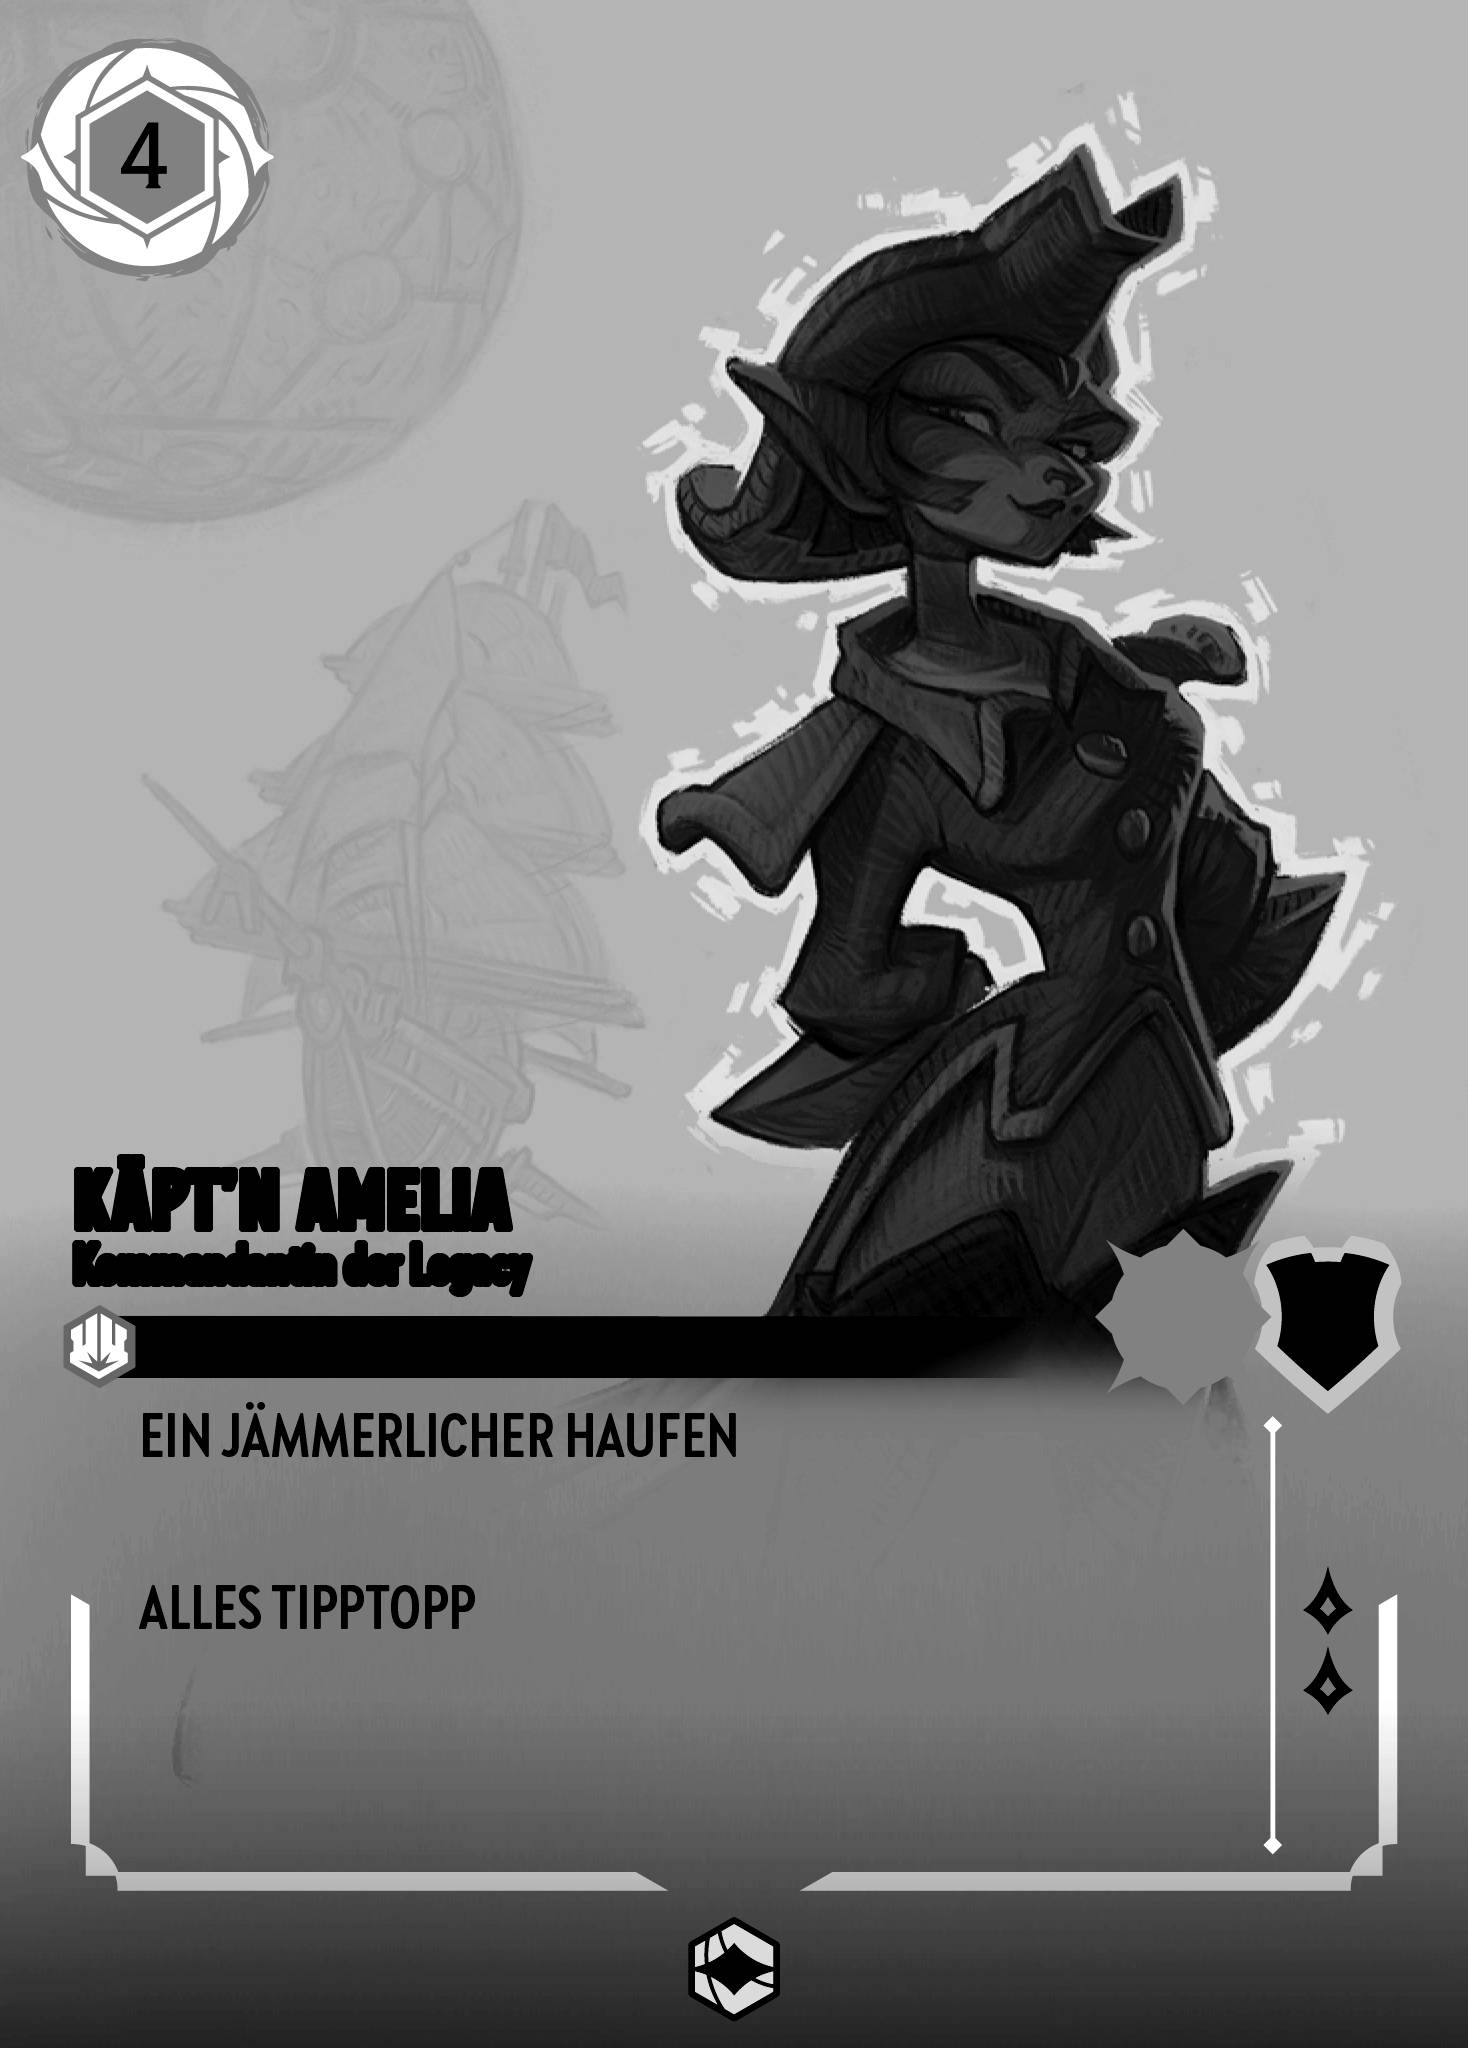 4
KÄPT'N AMELIA
Kommandantin der Legacy
EIN JÄMMERLICHER HAUFEN
ALLES TIPPTOPP